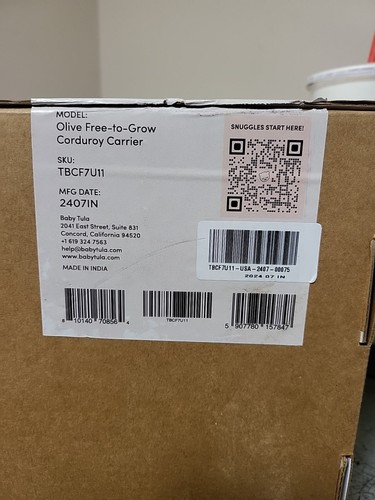 MODEL:
Olive Free-to-Grow
Corduroy Carrier
SKU:
TBCF7U11
MFG DATE:
2407IN
Baby Tula
2041 East Street, Suite 831
Concord, California 94520
+1 619 324 7563
help@babytula.com
www.babytula.com
MADE IN INDIA
SNUGGLES START HERE!
TBCF7U11-USA-2407-00075
2024 07 IN
8 10140 70856 4
TBCF7U11
5 907780 157847